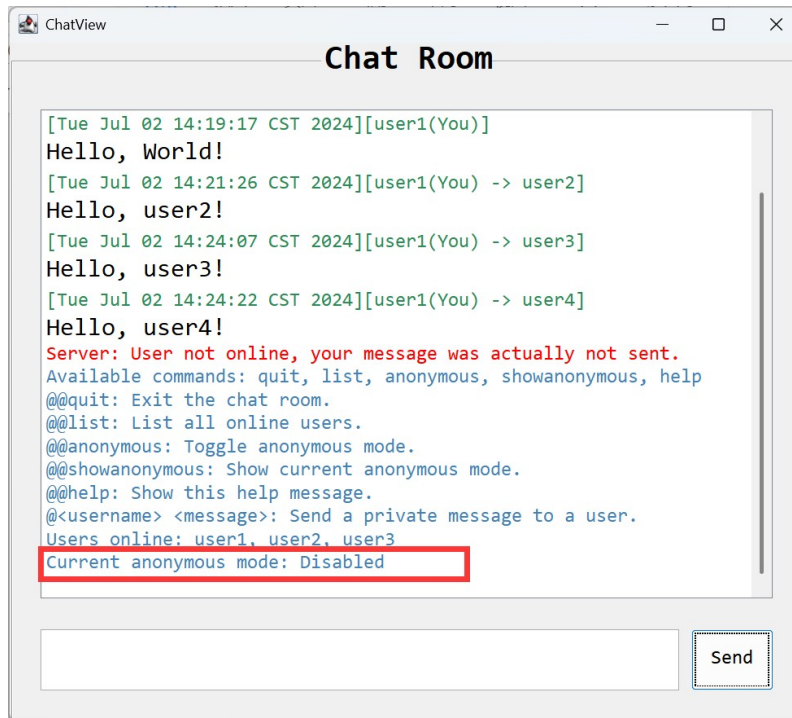 ChatView
Chat Room
[Tue Jul 02 14:19:17 CST 2024][user1(You)]
Hello, World!
[Tue Jul 02 14:21:26 CST 2024][user1(You) -> user2]
Hello, user2!
[Tue Jul 02 14:24:07 CST 2024][user1(You) -> user3]
Hello, user3!
[Tue Jul 02 14:24:22 CST 2024][user1(You) -> user4]
Hello, user4!
Server: User not online, your message was actually not sent.
Available commands: quit, list, anonymous, showanonymous, help
@@quit: Exit the chat room.
@@list: List all online users.
@@anonymous: Toggle anonymous mode.
@@showanonymous: Show current anonymous mode.
@@help: Show this help message.
@<username> <message>: Send a private message to a user.
Users online: user1, user2, user3
Current anonymous mode: Disabled
Send